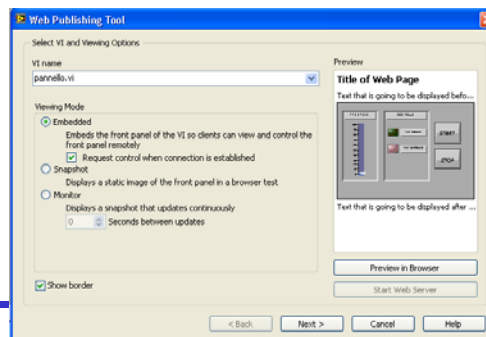 Web Publishing Tool
Select VI and Viewing Options
VI name
pannello.vi
Viewing Mode
Embedded
Embeds the front panel of the VI so clients can view and control the
front panel remotely
Request control when connection is established
Snapshot
Displays a static image of the front panel in a browser test
Monitor
Displays a snapshot that updates continuously
0 Seconds between updates
Show border
Preview
Title of Web Page
Text that is going to be displayed befo...
START
STOP
Text that is going to be displayed after ...
Preview in Browser
Start Web Server
< Back Next > Cancel Help